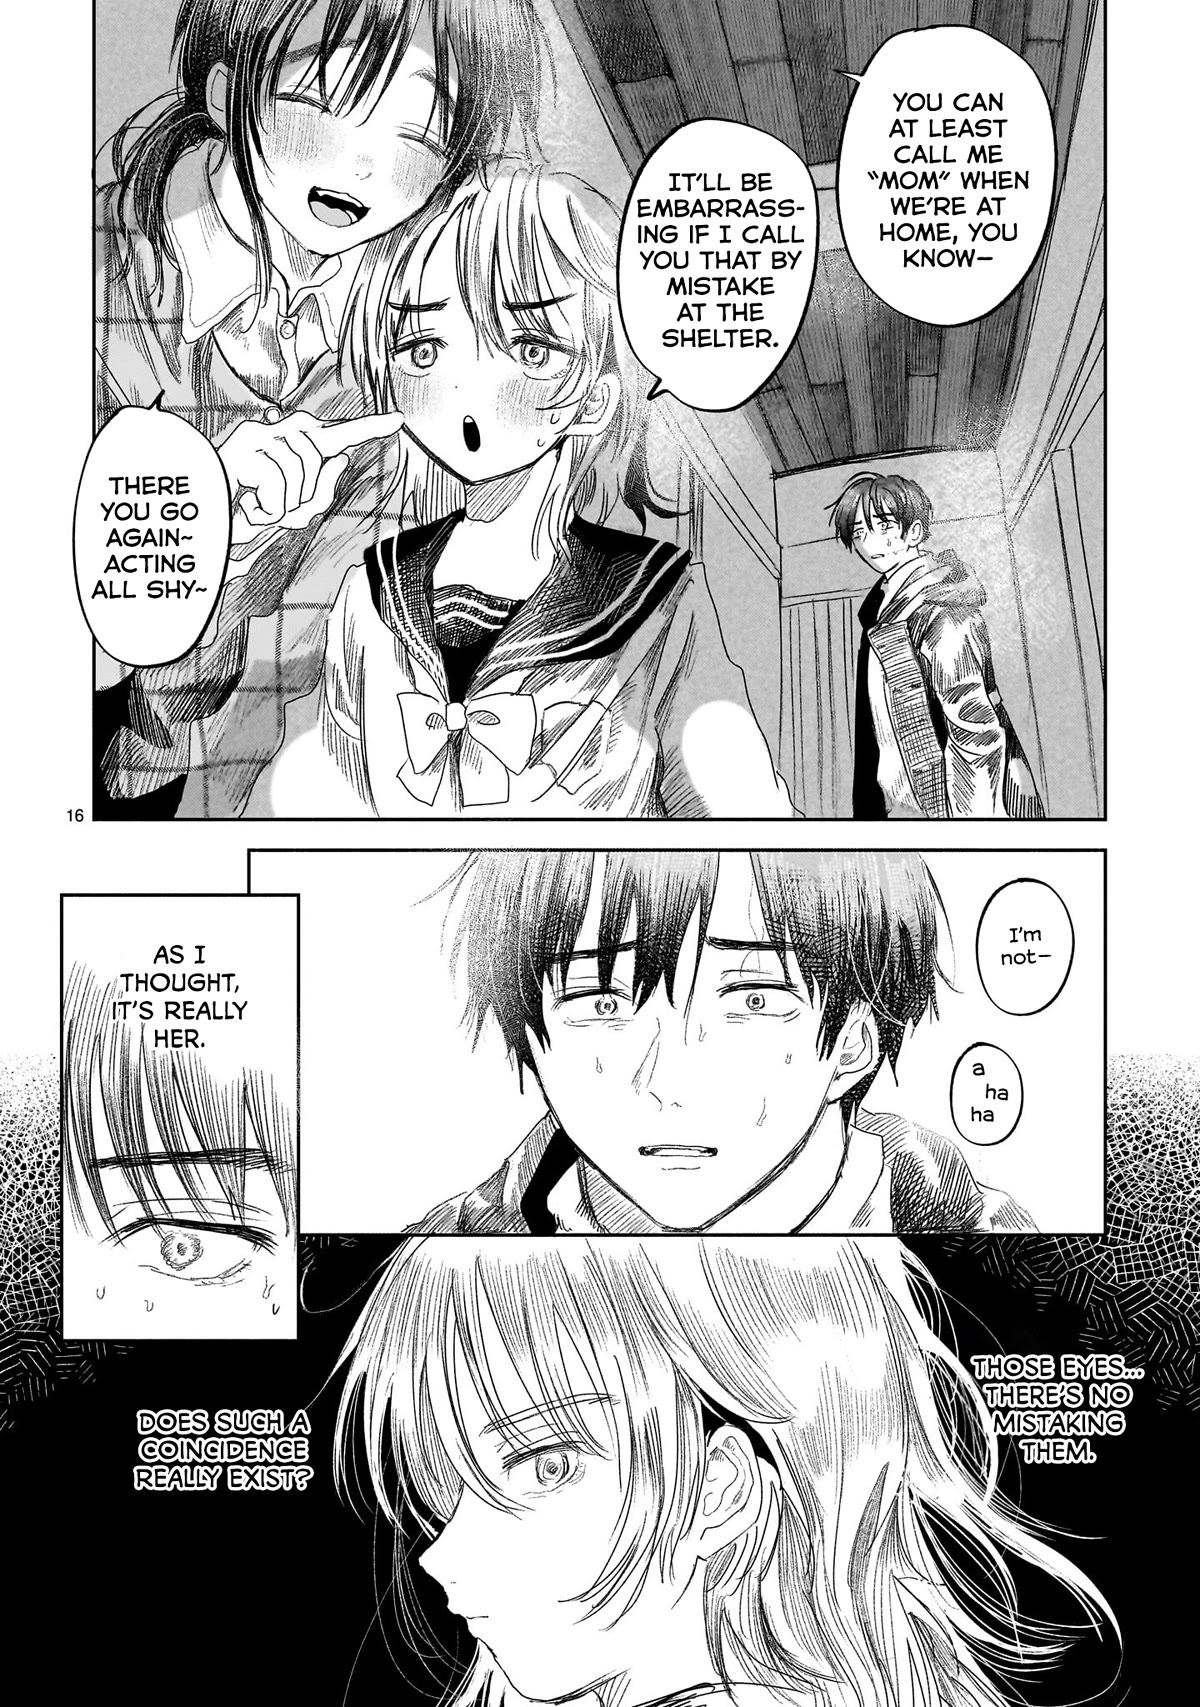 YOU CAN
AT LEAST
CALL ME
"MOM" WHEN
WE'RE AT
HOME, YOU
KNOW—
IT'LL BE
EMBARRASS-
ING IF I CALL
YOU THAT BY
MISTAKE
AT THE
SHELTER.
THERE
YOU GO
AGAIN~
ACTING
ALL SHY~
16
I'm
not—
a
ha
ha
AS I
THOUGHT,
IT'S REALLY
HER.
THOSE EYES...
THERE'S NO
MISTAKING
THEM.
DOES SUCH A
COINCIDENCE
REALLY EXIST?